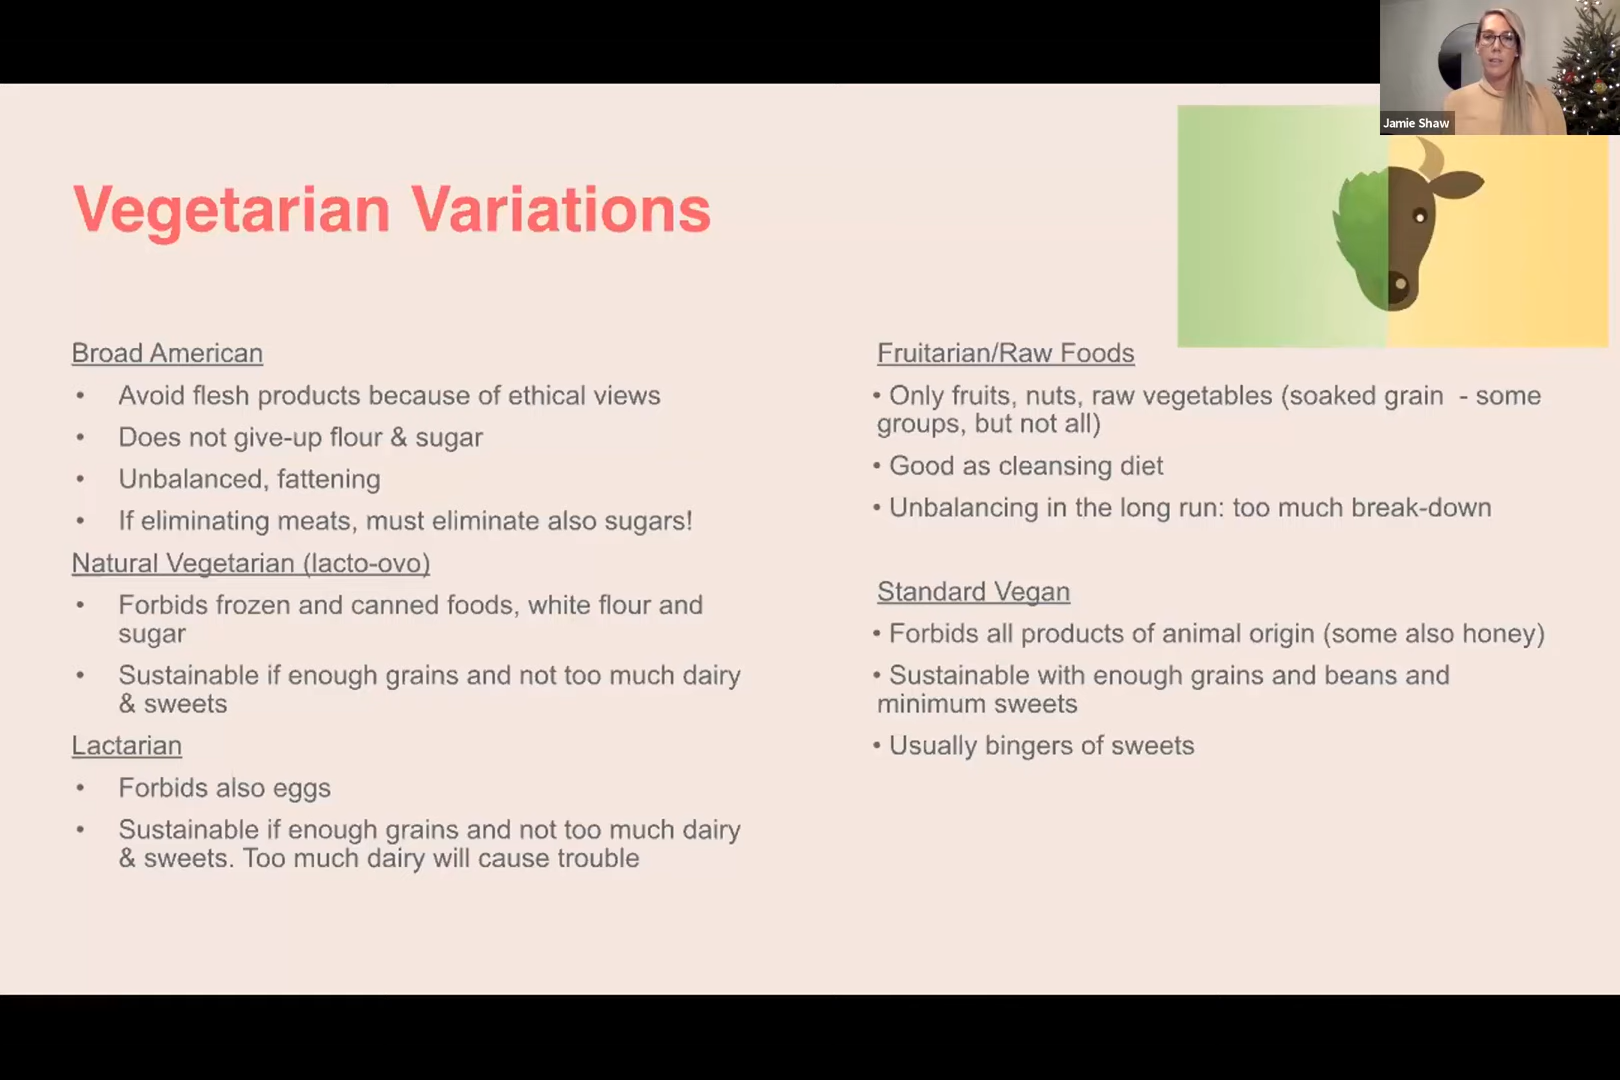 Jamie Shaw
Vegetarian Variations
Broad American
• Avoid flesh products because of ethical views
• Does not give-up flour & sugar
• Unbalanced, fattening
• If eliminating meats, must eliminate also sugars!
Natural Vegetarian (lacto-ovo)
• Forbids frozen and canned foods, white flour and
sugar
• Sustainable if enough grains and not too much dairy
& sweets
Lactarian
• Forbids also eggs
• Sustainable if enough grains and not too much dairy
& sweets. Too much dairy will cause trouble
Fruitarian/Raw Foods
• Only fruits, nuts, raw vegetables (soaked grain - some
groups, but not all)
• Good as cleansing diet
• Unbalancing in the long run: too much break-down
Standard Vegan
• Forbids all products of animal origin (some also honey)
• Sustainable with enough grains and beans and
minimum sweets
• Usually bingers of sweets